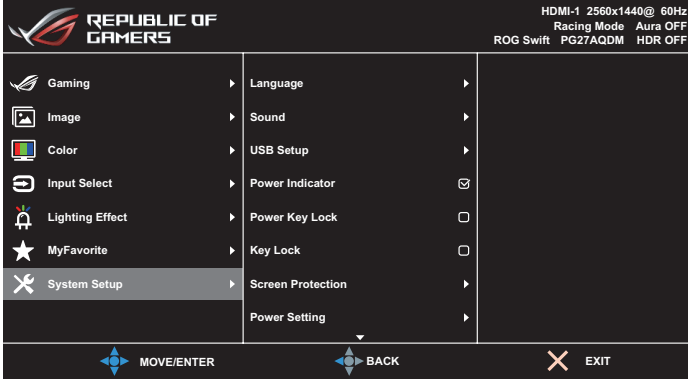 REPUBLIC OF
GAMERS
HDMI-1 2560x1440@ 60Hz
Racing Mode Aura OFF
ROG Swift PG27AQDM HDR OFF
Gaming
Image
Color
Input Select
Lighting Effect
MyFavorite
System Setup
Language
Sound
USB Setup
Power Indicator
Power Key Lock
Key Lock
Screen Protection
Power Setting
MOVE/ENTER
BACK
EXIT